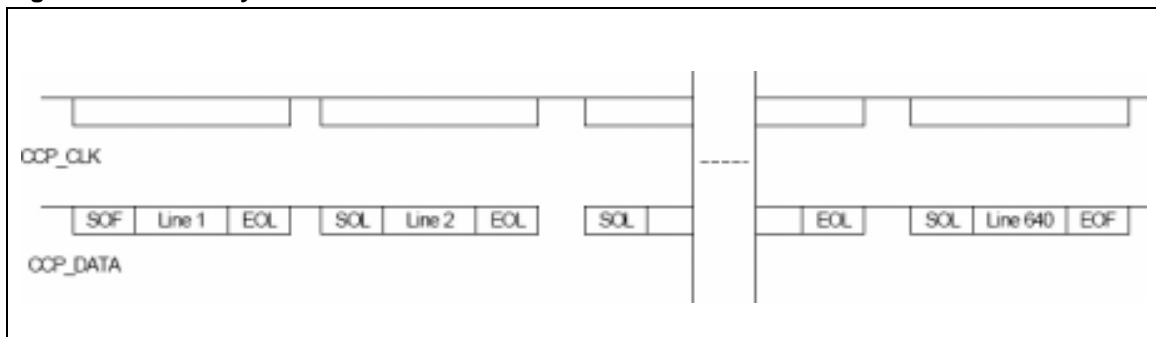 CCP_CLK
SOF Line 1 EOL SOL Line 2 EOL SOL EOL SOL Line 640 EOF
CCP_DATA